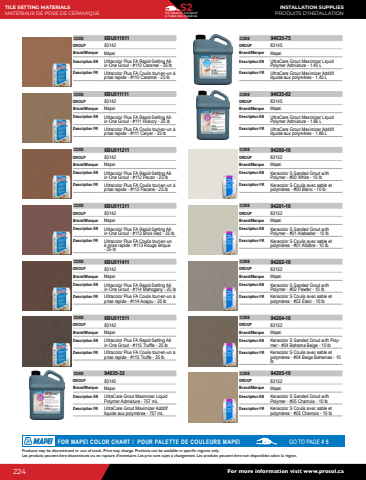 TILE SETTING MATERIALS
MATÉRIAUX DE POSE DE CÉRAMIQUE
S2
INSTALLATION SUPPLIES
PRODUITS D'INSTALLATION
CODE 6BU011011
GROUP 83142
Brand/Marque Mapei
Description EN Ultracolor Plus FA Rapid-Setting All-
in-One Grout - #110 Caramel - 25 lb
Description FR Ultracolor Plus FA Coulis tout-en-un à
prise rapide - #110 Caramel - 25 lb
CODE 6BU011111
GROUP 83142
Brand/Marque Mapei
Description EN Ultracolor Plus FA Rapid-Setting All-
in-One Grout - #111 Hickory - 25 lb
Description FR Ultracolor Plus FA Coulis tout-en-un à
prise rapide - #111 Caryer - 25 lb
CODE 6BU011211
GROUP 83142
Brand/Marque Mapei
Description EN Ultracolor Plus FA Rapid-Setting All-
in-One Grout - #112 Pecan - 25 lb
Description FR Ultracolor Plus FA Coulis tout-en-un à
prise rapide - #112 Pacane - 25 lb
CODE 6BU011311
GROUP 83142
Brand/Marque Mapei
Description EN Ultracolor Plus FA Rapid-Setting All-
in-One Grout - #113 Brick Red - 25 lb
Description FR Ultracolor Plus FA Coulis tout-en-un
à prise rapide - #113 Rouge Brique
- 25 lb
CODE 6BU011411
GROUP 83142
Brand/Marque Mapei
Description EN Ultracolor Plus FA Rapid-Setting All-
in-One Grout - #114 Mahogany - 25 lb
Description FR Ultracolor Plus FA Coulis tout-en-un à
prise rapide - #114 Acajou - 25 lb
CODE 6BU011511
GROUP 83142
Brand/Marque Mapei
Description EN Ultracolor Plus FA Rapid-Setting All-
in-One Grout - #115 Truffle - 25 lb
Description FR Ultracolor Plus FA Coulis tout-en-un à
prise rapide - #115 Truffe - 25 lb
CODE 94035-32
GROUP 83145
Brand/Marque Mapei
Description EN UltraCare Grout Maximizer Liquid
Polymer Admixture - 757 mL
Description FR UltraCare Grout Maximizer Additif
liquide aux polymères - 757 mL
CODE 94035-75
GROUP 83145
Brand/Marque Mapei
Description EN UltraCare Grout Maximizer Liquid
Polymer Admixture - 1.45 L
Description FR UltraCare Grout Maximizer Additif
liquide aux polymères - 1.45 L
CODE 94035-02
GROUP 83145
Brand/Marque Mapei
Description EN UltraCare Grout Maximizer Liquid
Polymer Admixture - 1.86 L
Description FR UltraCare Grout Maximizer Additif
liquide aux polymères - 1.86 L
CODE 94200-10
GROUP 83152
Brand/Marque Mapei
Description EN Keracolor S Sanded Grout with
Polymer - #00 White - 10 lb
Description FR Keracolor S Coulis avec sable et
polymères - #00 Blanc - 10 lb
CODE 94201-10
GROUP 83152
Brand/Marque Mapei
Description EN Keracolor S Sanded Grout with
Polymer - #01 Alabaster - 10 lb
Description FR Keracolor S Coulis avec sable et
polymères - #01 Albâtre - 10 lb
CODE 94202-10
GROUP 83152
Brand/Marque Mapei
Description EN Keracolor S Sanded Grout with
Polymer - #02 Pewter - 10 lb
Description FR Keracolor S Coulis avec sable et
polymères - #02 Étain - 10 lb
CODE 94204-10
GROUP 83152
Brand/Marque Mapei
Description EN Keracolor S Sanded Grout with Poly-
mer - #04 Bahama Beige - 10 lb
Description FR Keracolor S Coulis avec sable et
polymères - #04 Beige Bahamas - 10
lb
CODE 94205-10
GROUP 83152
Brand/Marque Mapei
Description EN Keracolor S Sanded Grout with
Polymer - #05 Chamois - 10 lb
Description FR Keracolor S Coulis avec sable et
polymères - #05 Chamois - 10 lb
MAPEI FOR MAPEI COLOR CHART / POUR PALETTE DE COULEURS MAPEI GO TO PAGE # 5
Products may be discontinued or out of stock. Price may change. Products can be available in specific regions only.
Les produits peuvent être discontinués ou en rupture d'inventaire. Les prix sont sujet à changement. Les produits peuvent être non disponibles selon la région.
224
For more information visit www.prosol.ca